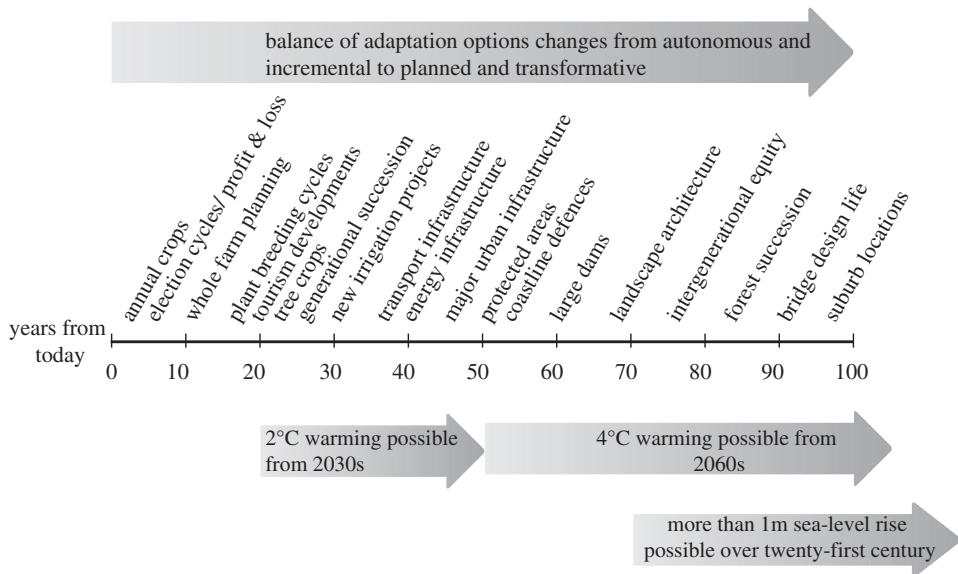 balance of adaptation options changes from autonomous and
incremental to planned and transformative
annual crops
election cycles/ profit & loss
whole farm planning
plant breeding cycles
tourism developments
tree crops
generational succession
new irrigation projects
transport infrastructure
energy infrastructure
major urban infrastructure
protected areas
coastline defences
large dams
landscape architecture
intergenerational equity
forest succession
bridge design life
suburb locations
years from
today
0 10 20 30 40 50 60 70 80 90 100
2°C warming possible
from 2030s
4°C warming possible from
2060s
more than 1m sea-level rise
possible over twenty-first century